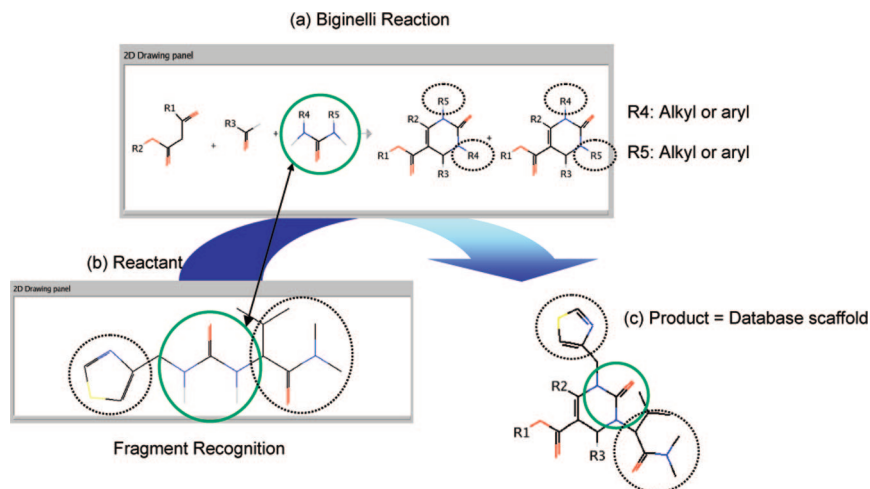 (a) Biginelli Reaction
2D Drawing panel
R1
R2
+
R3
+
R4 R5
R5
R2
R4
R1
R3
+
R4
R2
R5
R1
R3
R4: Alkyl or aryl
R5: Alkyl or aryl
(b) Reactant
2D Drawing panel
Fragment Recognition
(c) Product = Database scaffold
R2
R1
R3